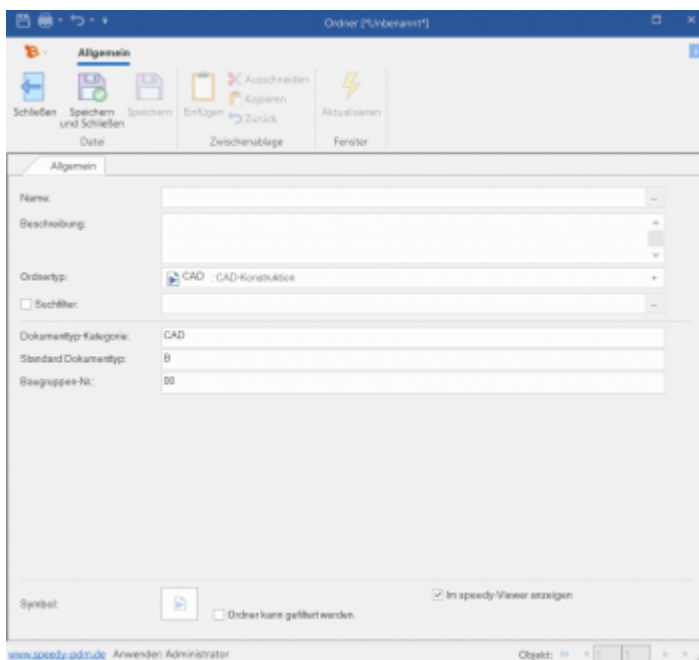 Ordner [*Unbenannt*]
Allgemein
Schließen
Speichern und Schließen
Speichern
Einfügen
Ausschneiden
Kopieren
Zurück
Aktualisieren
Datei
Zwischenablage
Fenster
Allgemein
Name:
...
Beschreibung:
Ordnertyp:
CAD : CAD-Konstruktion
Suchfilter:
...
Dokumenttyp-Kategorie:
CAD
Standard Dokumenttyp:
B
Baugruppen-Nr.:
00
Symbol:
Im speedy-Viewer anzeigen
Ordner kann gefiltert werden.
www.speedy-pdm.de Anwender: Administrator
Objekt: 1 1